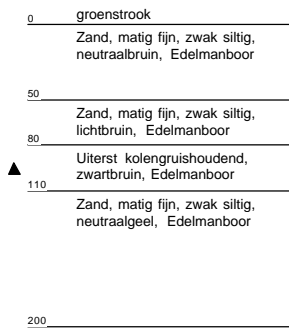 0 groenstrook
Zand, matig fijn, zwak siltig,
neutraalbruin, Edelmanboor
50
Zand, matig fijn, zwak siltig,
lichtbruin, Edelmanboor
80
Uiterst kolengruishoudend,
zwartbruin, Edelmanboor
110
Zand, matig fijn, zwak siltig,
neutraalgeel, Edelmanboor
200